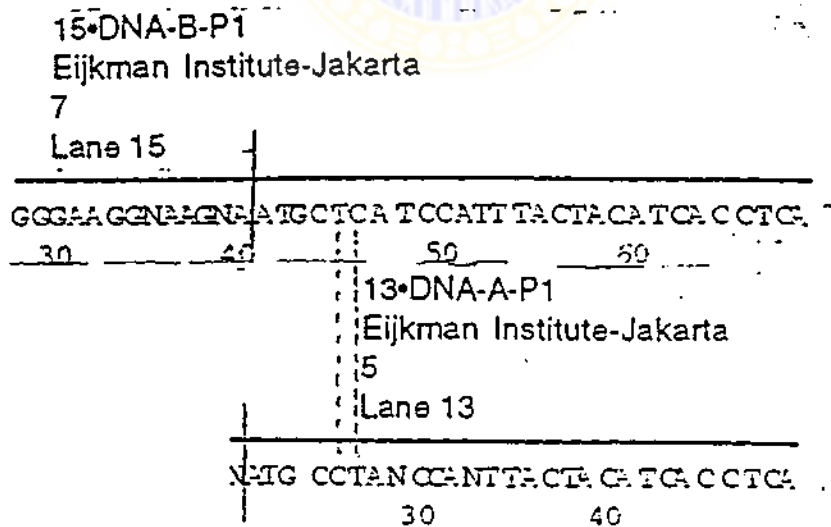 15•DNA-B-P1
Eijkman Institute-Jakarta
7
Lane 15
GGGAAGGNAAGNAATGCTCATCCATTTACTACATCACCTCA
30 40 50 60
13•DNA-A-P1
Eijkman Institute-Jakarta
5
Lane 13
NATG CCTANCCANTTACTACATCACCTCA
30 40